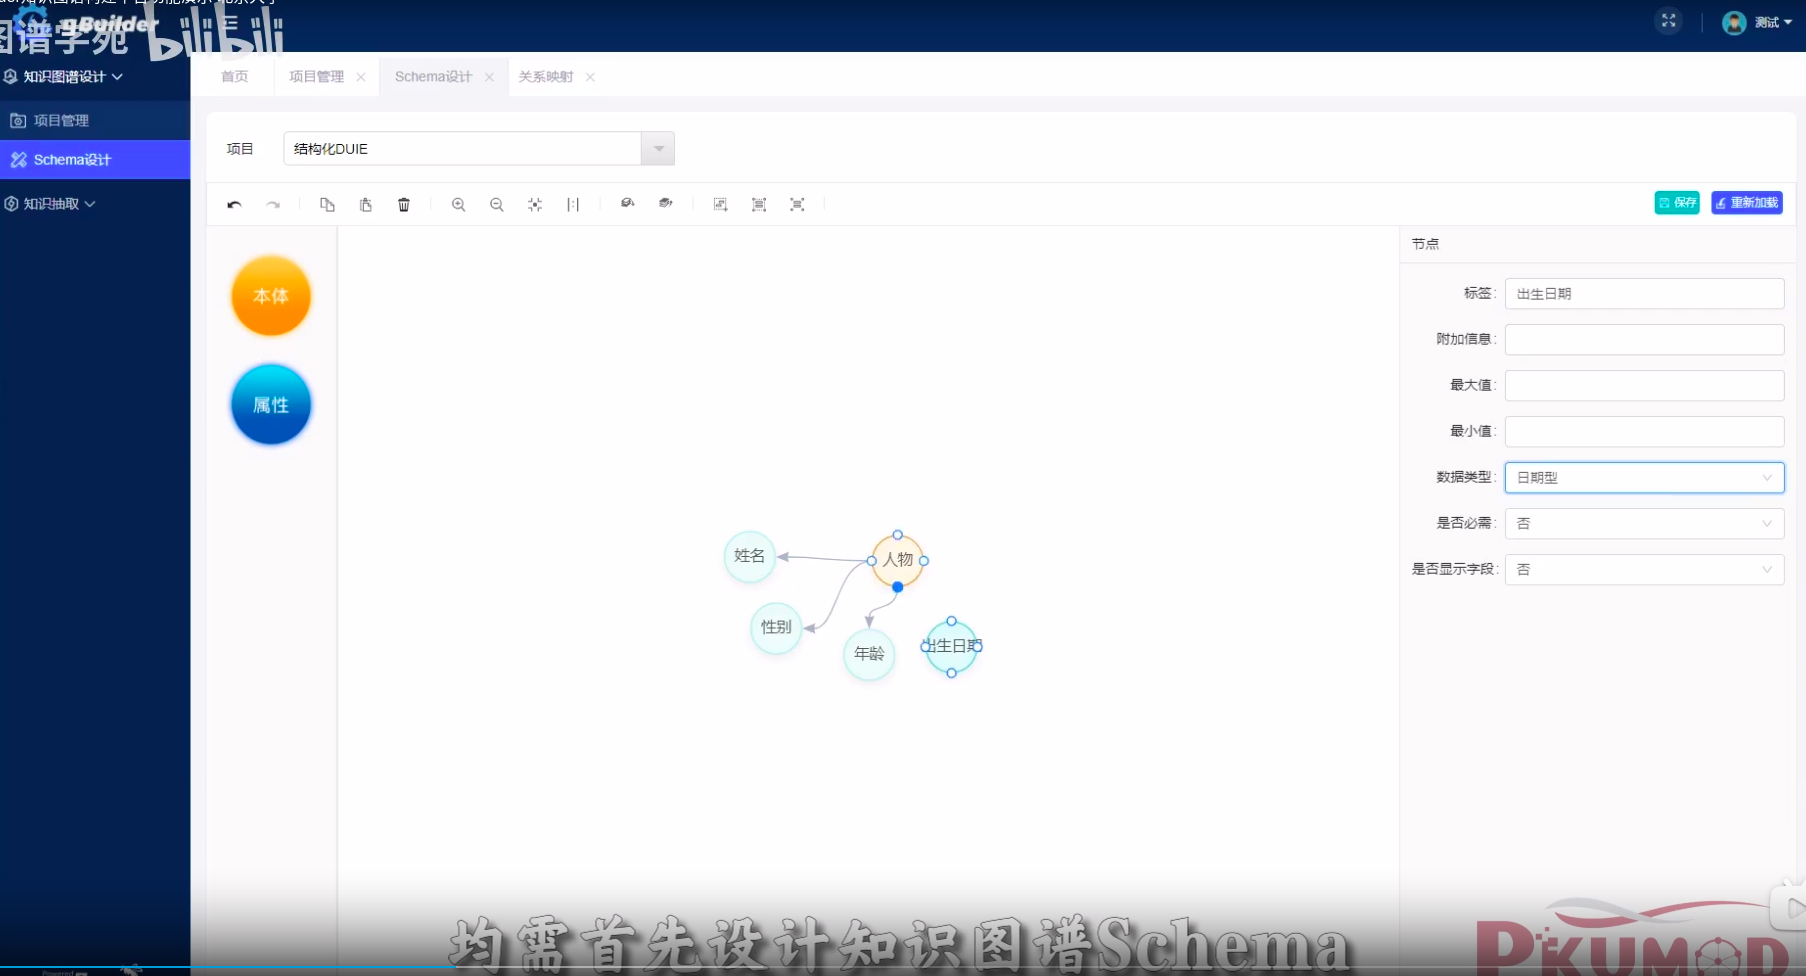 gBuilder
图谱学苑 bilibili
测试
知识图谱设计
首页 项目管理 Schema设计 关系映射
项目管理
Schema设计
知识抽取
项目 结构化DUIE
保存 重新加载
本体
属性
姓名
人物
性别
年龄
出生日期
节点
标签: 出生日期
附加信息:
最大值:
最小值:
数据类型: 日期型
是否必需: 否
是否显示字段: 否
均需首先设计知识图谱Schema
PKUMOD
Powered